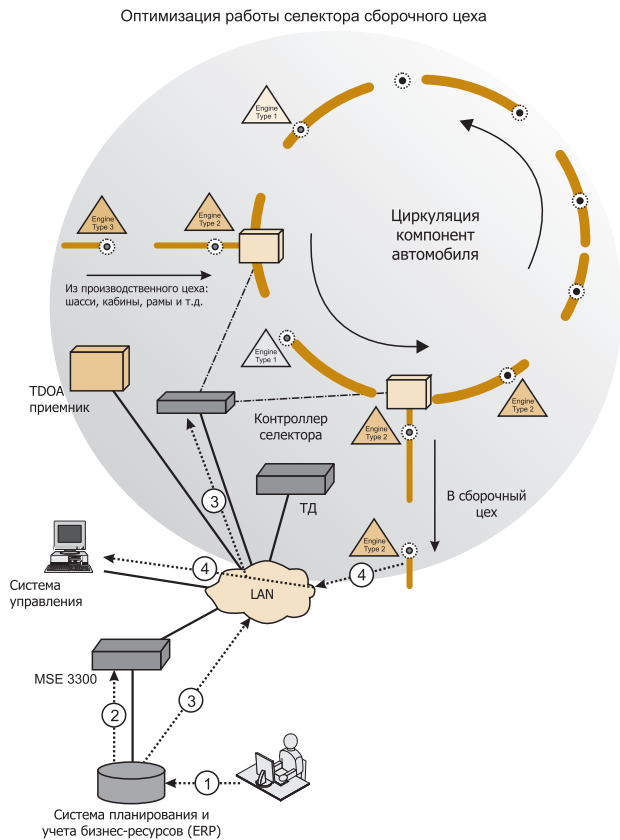 Оптимизация работы селектора сборочного цеха
Engine
Type 1
Engine
Type 3
Engine
Type 2
Циркуляция
компонент
автомобиля
Из производственного цеха:
шасси, кабины, рамы и т.д.
Engine
Type 1
TDOA
приемник
Engine
Type 2
Контроллер
селектора
Engine
Type 2
3
ТД
В сборочный
цех
Engine
Type 2
4
4
Система
управления
LAN
MSE 3300
2
3
1
Система планирования и
учета бизнес-ресурсов (ERP)